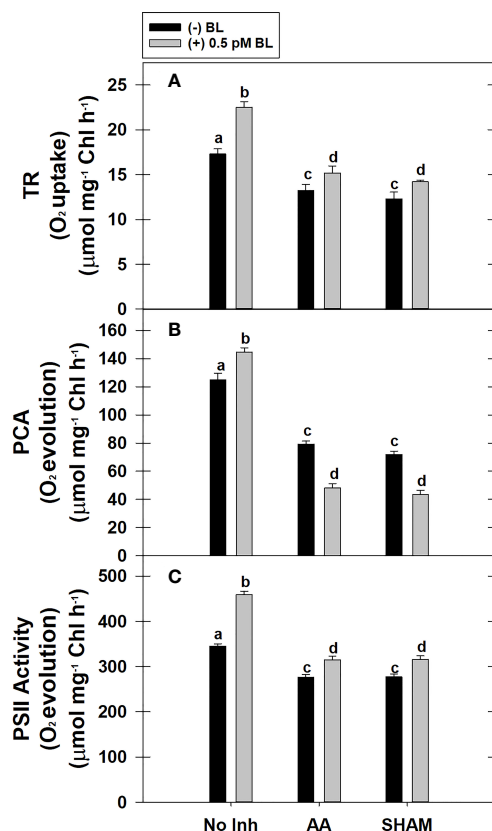 (-) BL
(+) 0.5 pM BL
A
TR
(O₂ uptake)
(μmol mg⁻¹ Chl h⁻¹)
25
20
15
10
5
0
a
b
c
d
c
d
B
PCA
(O₂ evolution)
(μmol mg⁻¹ Chl h⁻¹)
160
140
120
100
80
60
40
20
0
a
b
c
d
c
d
C
PSII Activity
(O₂ evolution)
(μmol mg⁻¹ Chl h⁻¹)
500
400
300
200
100
0
a
b
c
d
c
d
No Inh
AA
SHAM